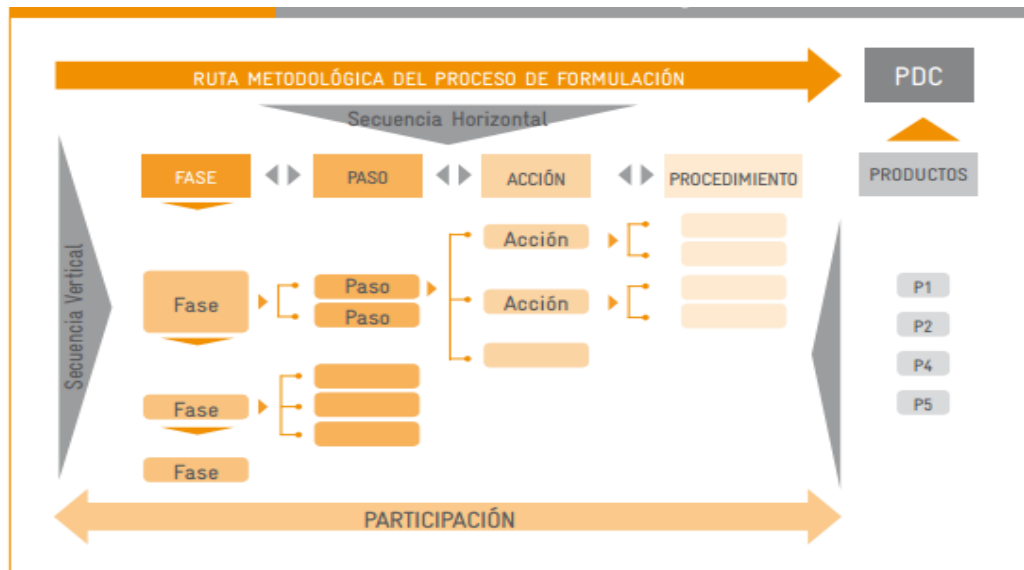 RUTA METODOLÓGICA DEL PROCESO DE FORMULACIÓN
PDC
Secuencia Horizontal
FASE
PASO
ACCIÓN
PROCEDIMIENTO
PRODUCTOS
Secuencia Vertical
Acción
Fase
Paso
Paso
Acción
P1
P2
P4
P5
Fase
Fase
PARTICIPACIÓN